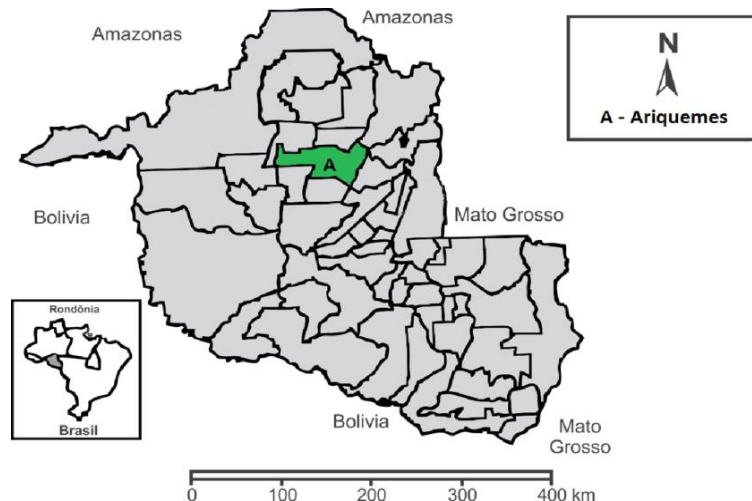 Amazonas
Amazonas
N
A - Ariquemes
A
Bolivia
Mato Grosso
Rondônia
Brasil
Bolivia
Mato
Grosso
0 100 200 300 400 km